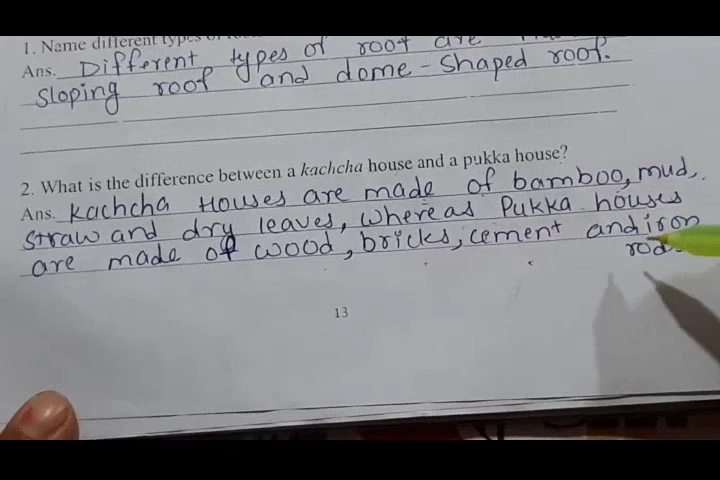 1. Name different types of
Ans. Different types of roof are
sloping roof and dome-shaped roof.
2. What is the difference between a kachcha house and a pukka house?
Ans. Kachcha Houses are made of bamboo, mud,
straw and dry leaves, whereas Pukka houses
are made of wood, bricks, cement and iron
rod.
13